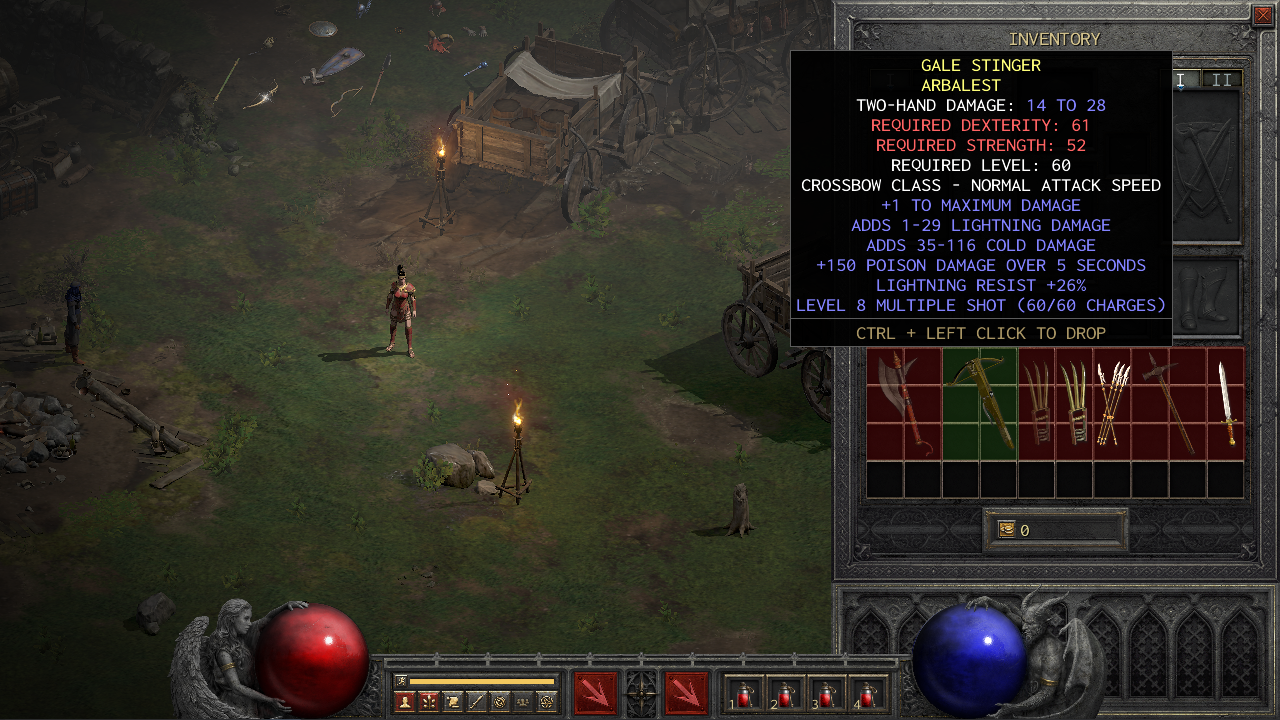 INVENTORY
GALE STINGER
ARBALEST
TWO-HAND DAMAGE: 14 TO 28
REQUIRED DEXTERITY: 61
REQUIRED STRENGTH: 52
REQUIRED LEVEL: 60
CROSSBOW CLASS - NORMAL ATTACK SPEED
+1 TO MAXIMUM DAMAGE
ADDS 1-29 LIGHTNING DAMAGE
ADDS 35-116 COLD DAMAGE
+150 POISON DAMAGE OVER 5 SECONDS
LIGHTNING RESIST +26%
LEVEL 8 MULTIPLE SHOT (60/60 CHARGES)
CTRL + LEFT CLICK TO DROP
I II
0
1 2 3 4